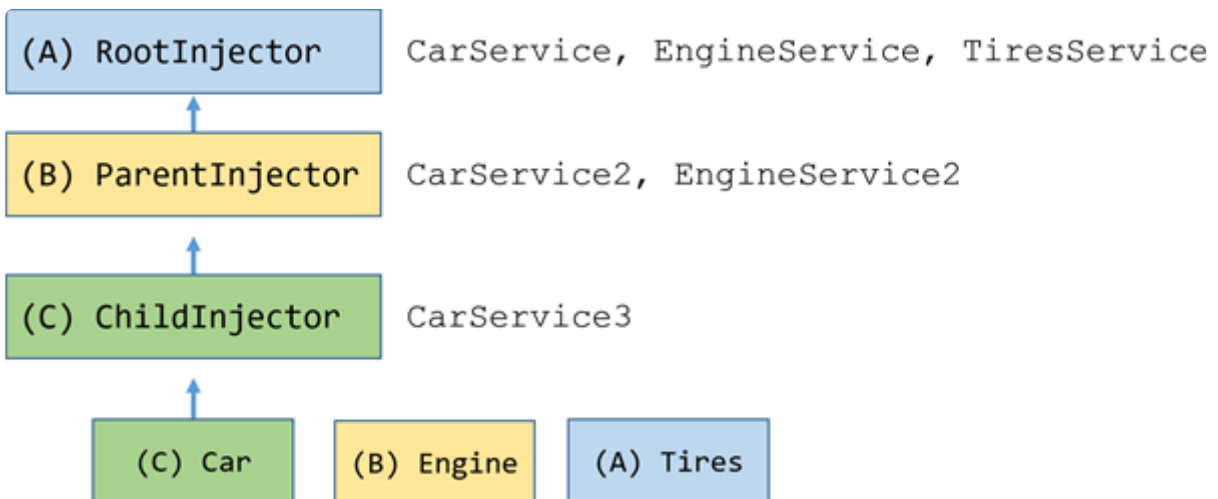 (A) RootInjector CarService, EngineService, TiresService
(B) ParentInjector CarService2, EngineService2
(C) ChildInjector CarService3
(C) Car (B) Engine (A) Tires